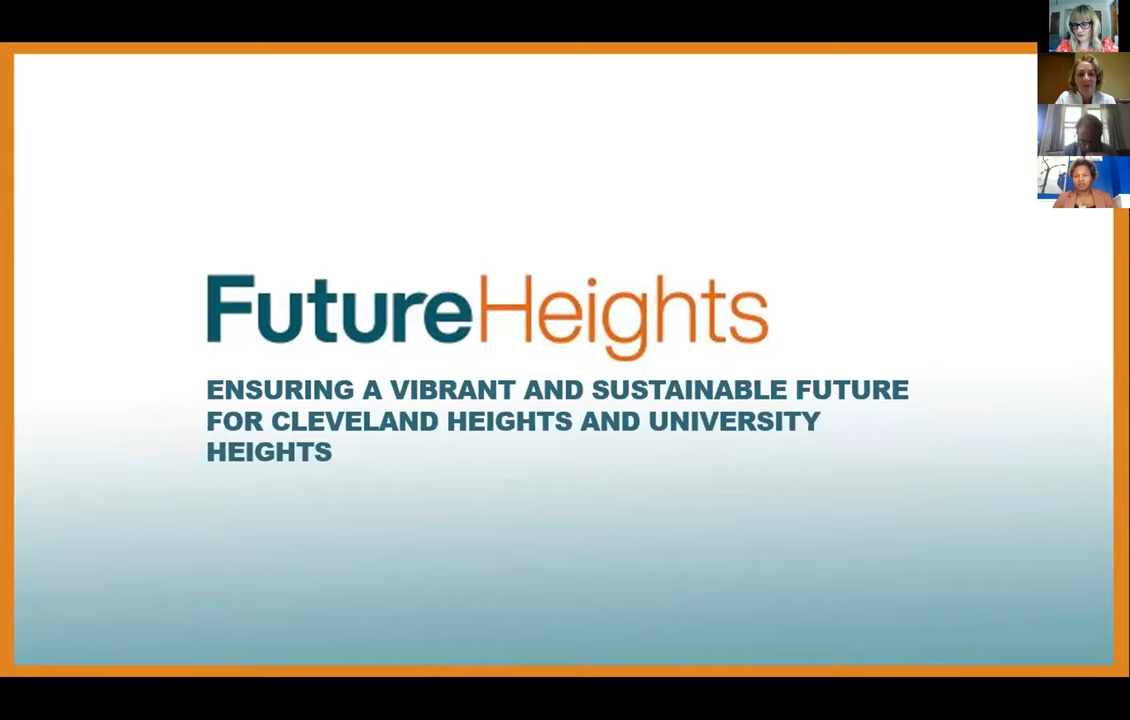 FutureHeights
ENSURING A VIBRANT AND SUSTAINABLE FUTURE
FOR CLEVELAND HEIGHTS AND UNIVERSITY
HEIGHTS